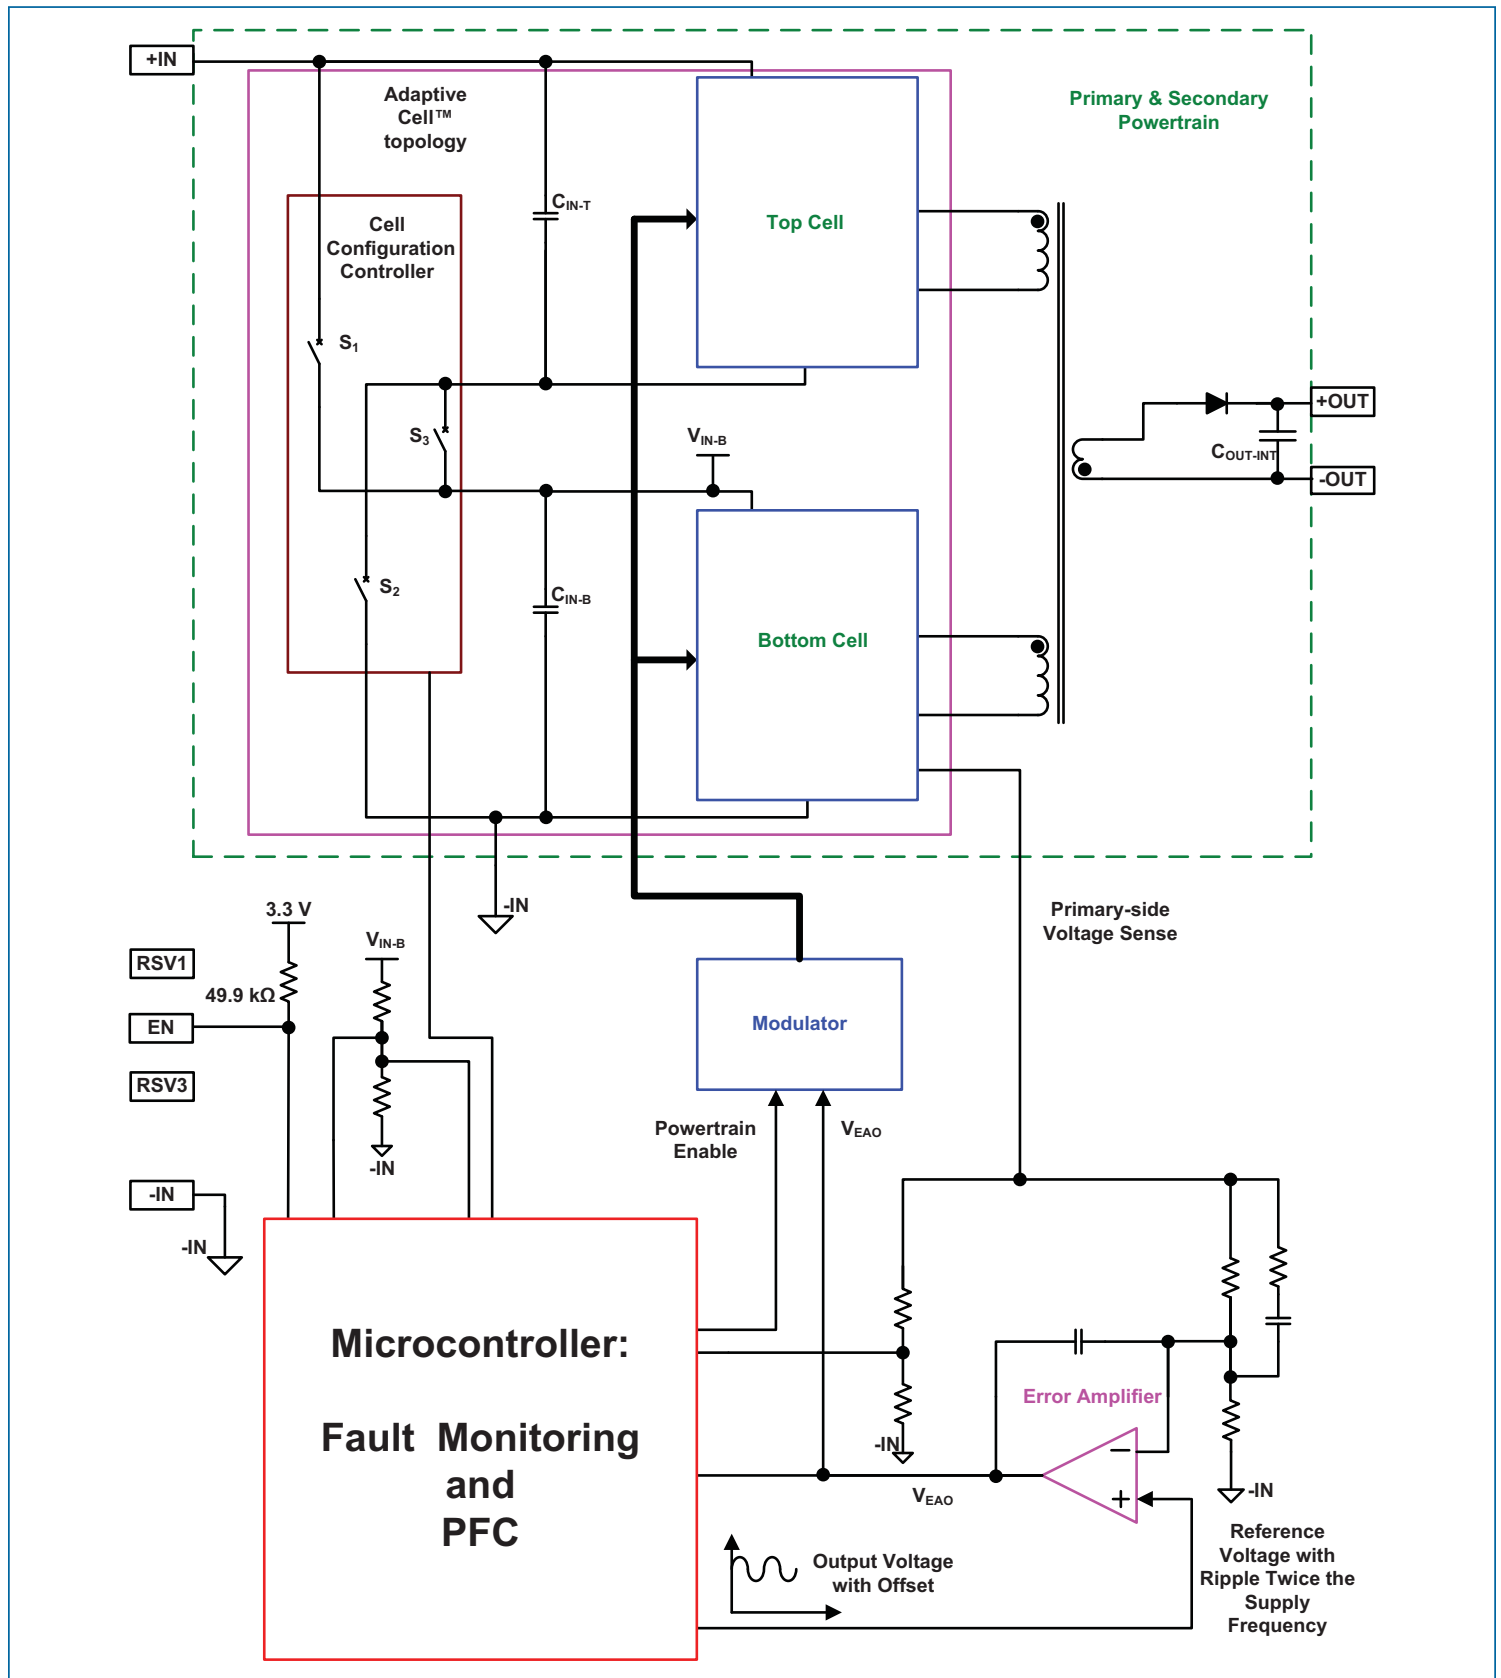 +IN
Adaptive
Cell™
topology
Primary & Secondary
Powertrain
Cell
Configuration
Controller
CIN-T
Top Cell
S1
S3
VIN-B
+OUT
COUT-INT
-OUT
S2
CIN-B
Bottom Cell
-IN
3.3 V
VIN-B
Primary-side
Voltage Sense
RSV1
49.9 kΩ
EN
Modulator
RSV3
Powertrain
Enable
VEAO
-IN
-IN
-IN
Microcontroller:
Fault Monitoring
and
PFC
Error Amplifier
-IN
−
+
VEAO
-IN
Output Voltage
with Offset
Reference
Voltage with
Ripple Twice the
Supply
Frequency